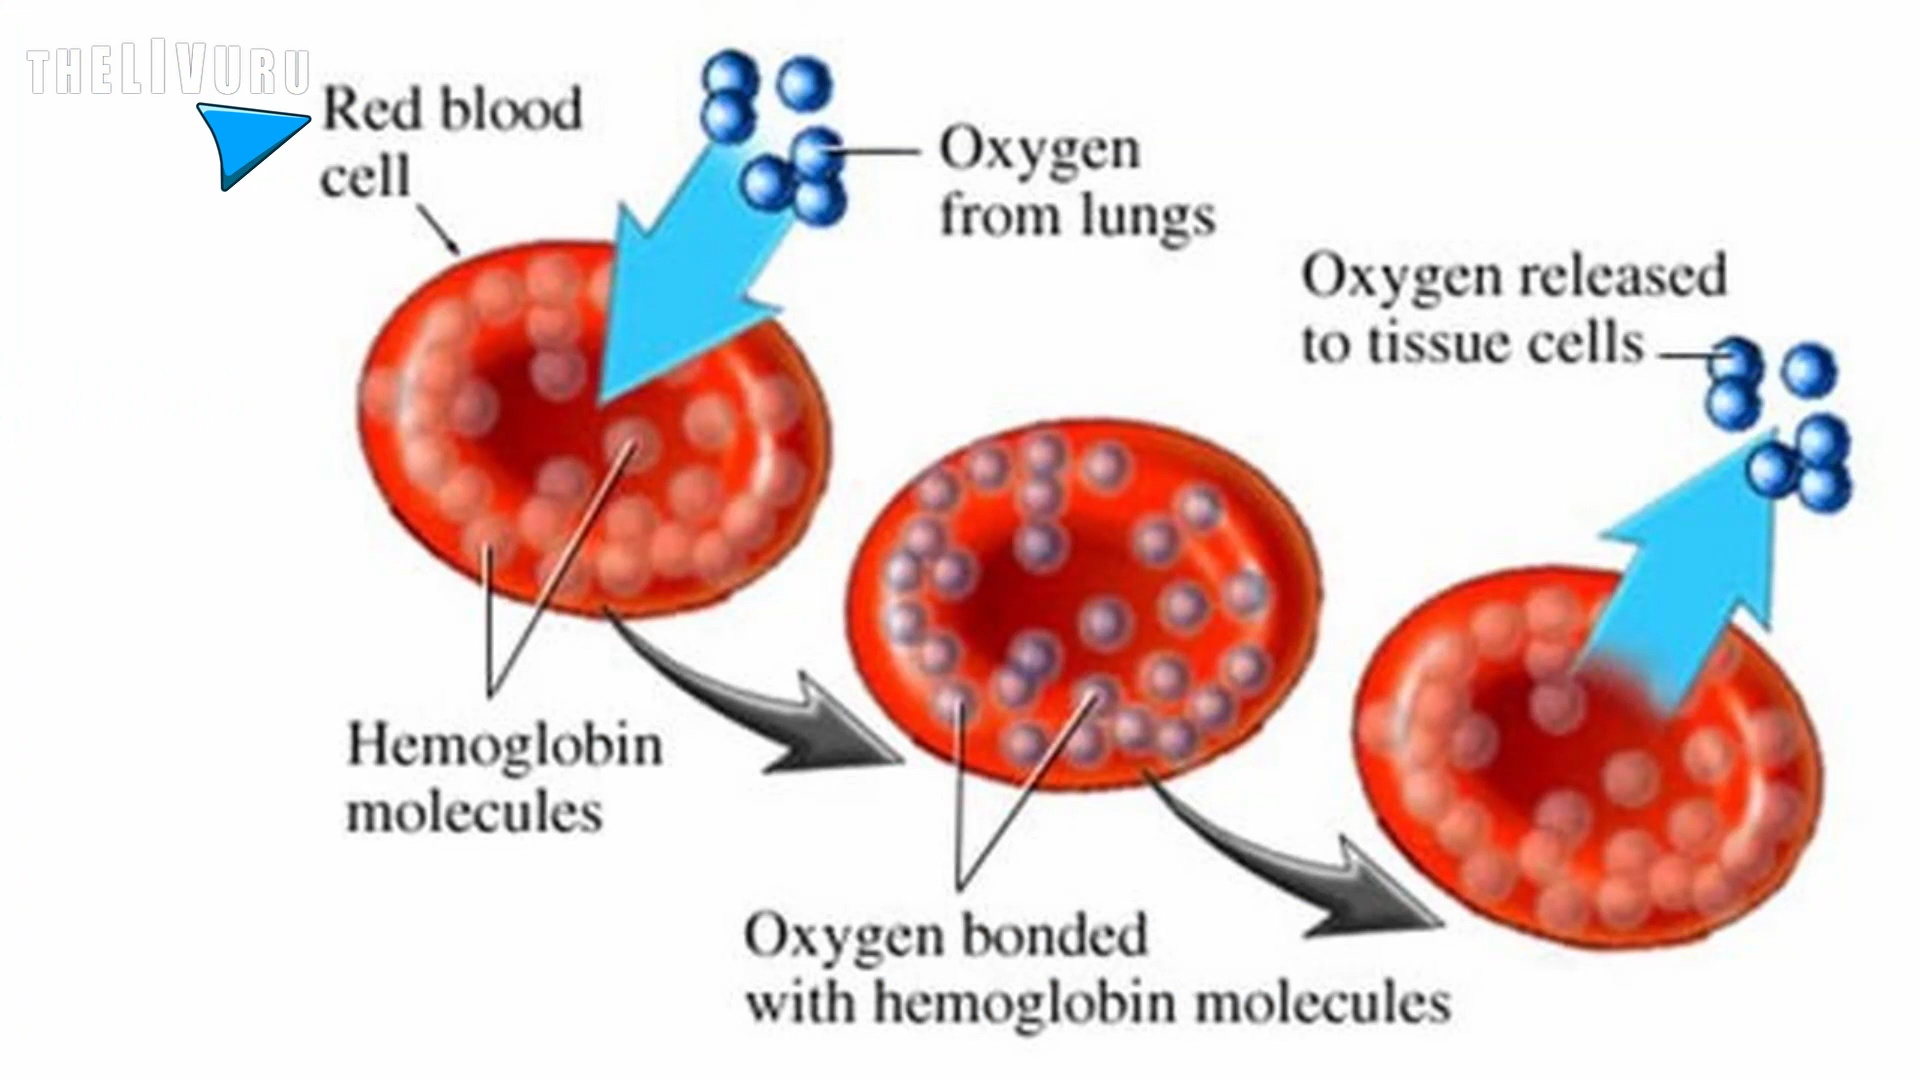 THELIVURU
Red blood
cell
Oxygen
from lungs
Oxygen released
to tissue cells
Hemoglobin
molecules
Oxygen bonded
with hemoglobin molecules